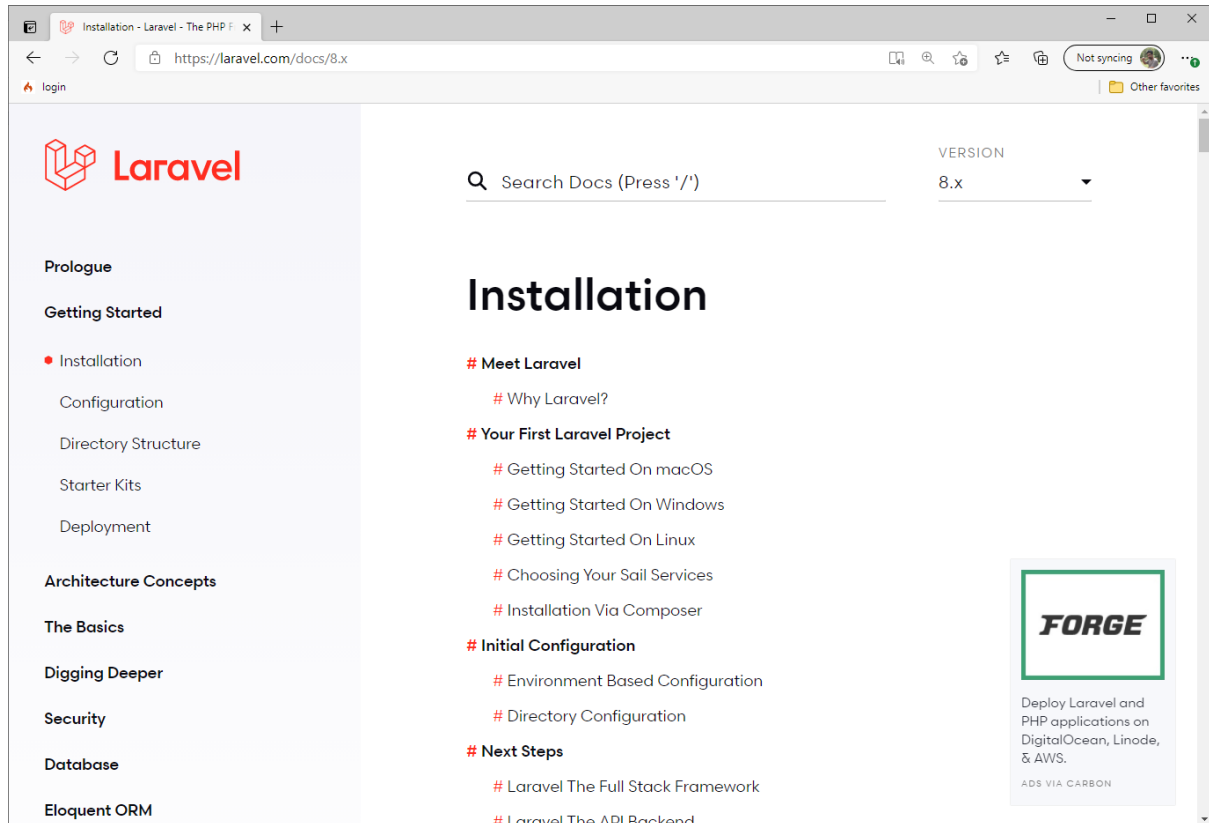 Installation - Laravel - The PHP F
https://laravel.com/docs/8.x
Not syncing
login
Other favorites
Laravel
Search Docs (Press '/')
VERSION
8.x
Prologue
Getting Started
Installation
Configuration
Directory Structure
Starter Kits
Deployment
Architecture Concepts
The Basics
Digging Deeper
Security
Database
Eloquent ORM
Installation
# Meet Laravel
# Why Laravel?
# Your First Laravel Project
# Getting Started On macOS
# Getting Started On Windows
# Getting Started On Linux
# Choosing Your Sail Services
# Installation Via Composer
# Initial Configuration
# Environment Based Configuration
# Directory Configuration
# Next Steps
# Laravel The Full Stack Framework
# Laravel The API Backend
FORGE
Deploy Laravel and
PHP applications on
DigitalOcean, Linode,
& AWS.
ADS VIA CARBON